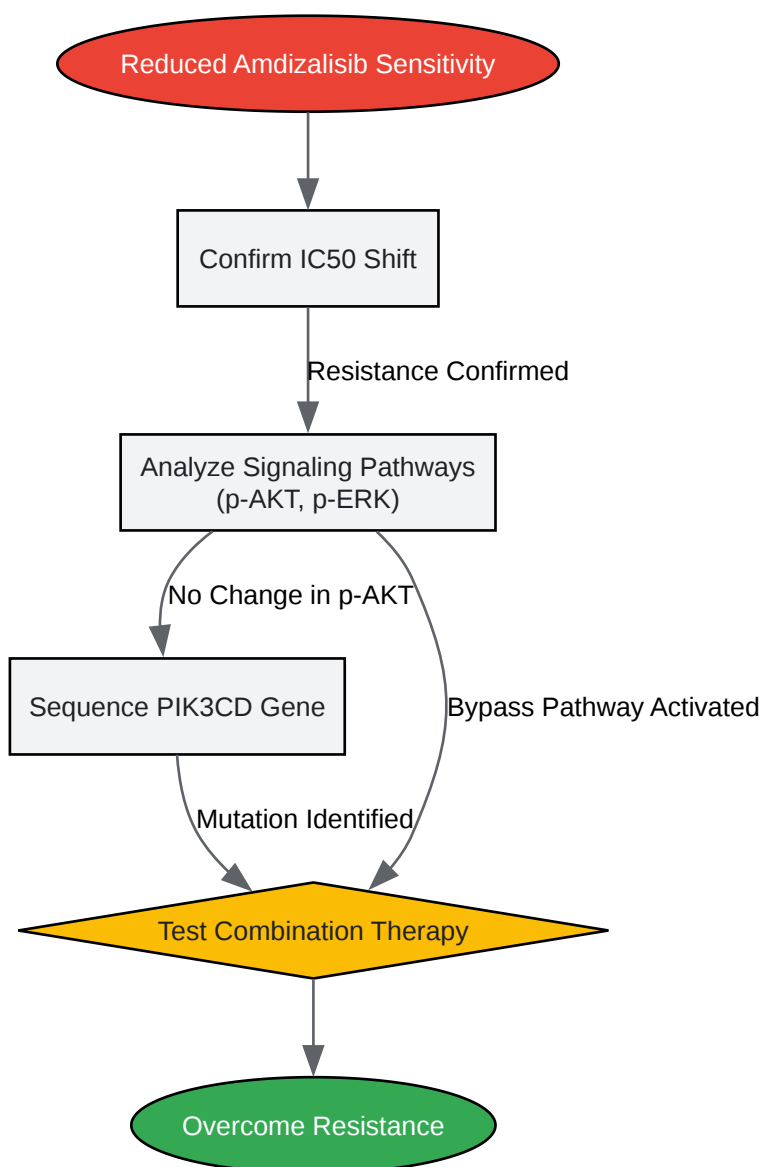 Reduced Amdizalisib Sensitivity
Confirm IC50 Shift
Resistance Confirmed
Analyze Signaling Pathways
(p-AKT, p-ERK)
No Change in p-AKT
Sequence PIK3CD Gene
Bypass Pathway Activated
Mutation Identified
Test Combination Therapy
Overcome Resistance